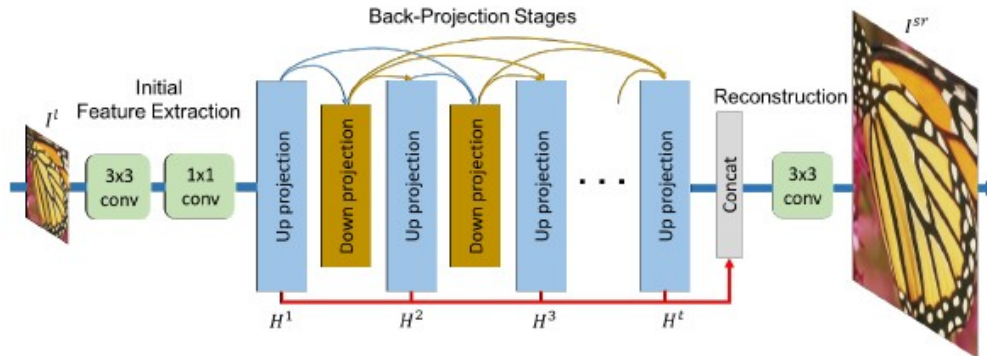 Back-Projection Stages
I^{sr}
Initial
Feature Extraction
Reconstruction
I^l
3x3
conv
1x1
conv
Up projection
Down projection
Up projection
Down projection
Up projection
. . .
Up projection
Concat
3x3
conv
H^1
H^2
H^3
H^t